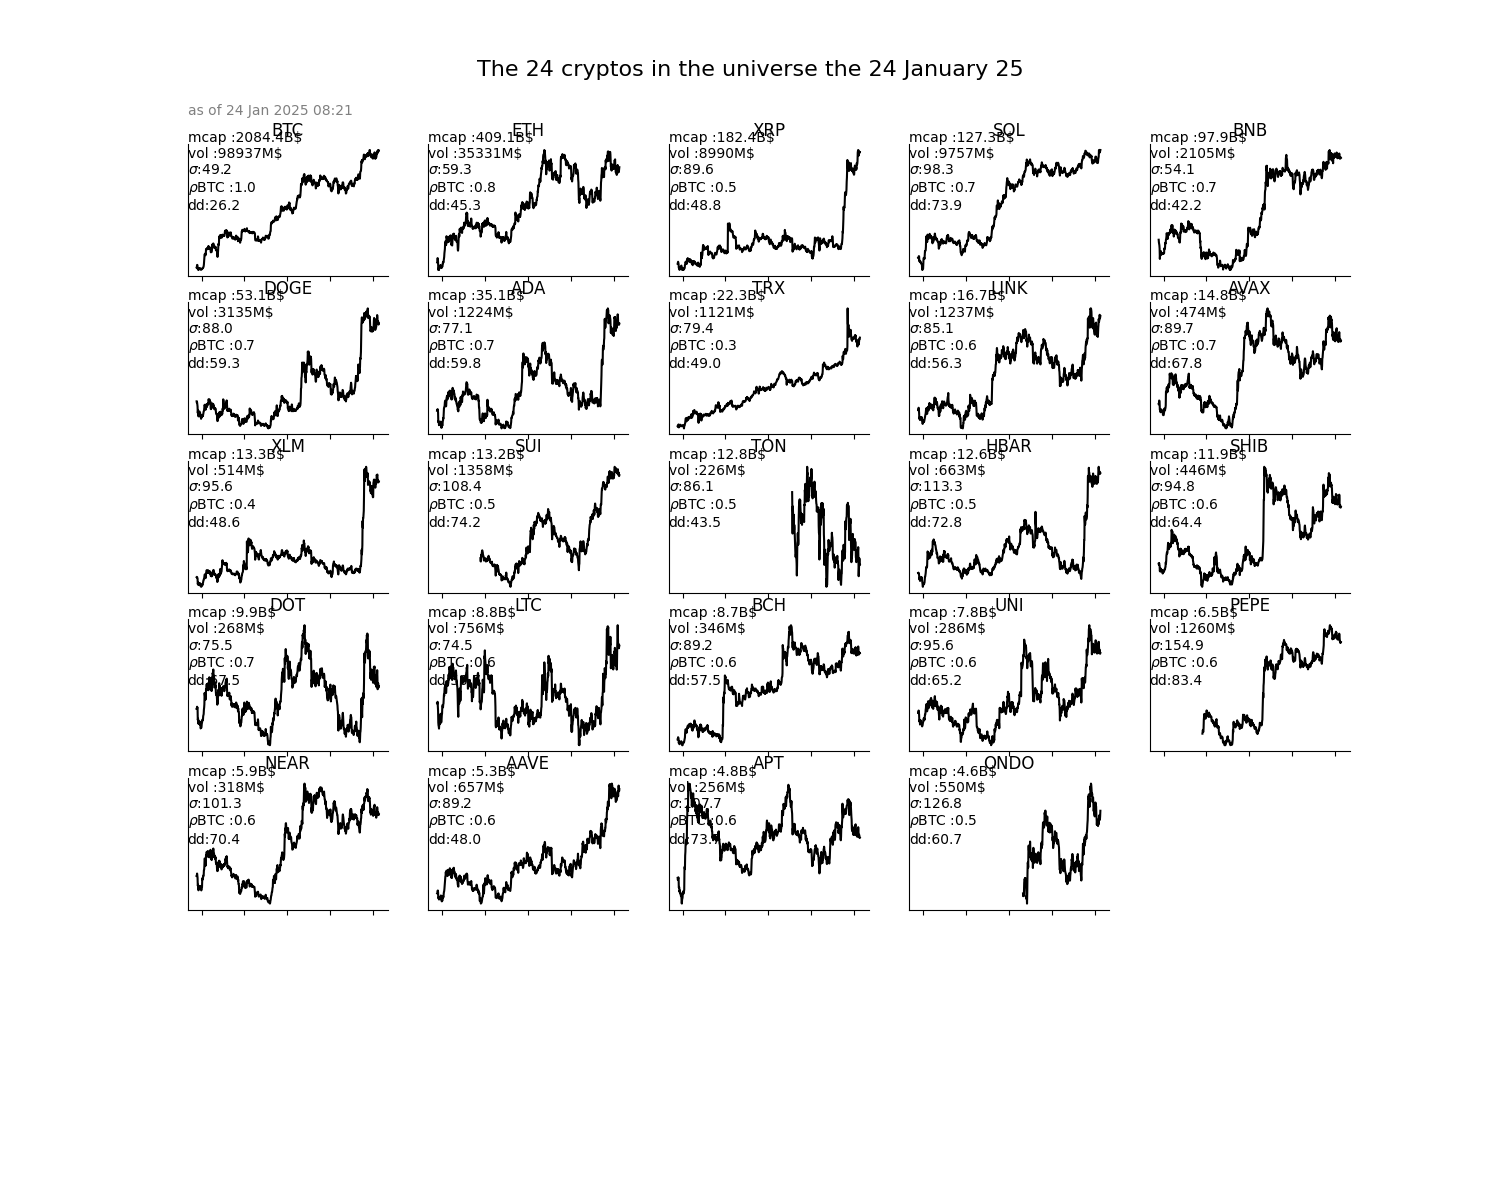 The 24 cryptos in the universe the 24 January 25
as of 24 Jan 2025 08:21
BTC
mcap :2084.4B$
vol :98937M$
σ:49.2
ρBTC :1.0
dd:26.2
ETH
mcap :409.1B$
vol :35331M$
σ:59.3
ρBTC :0.8
dd:45.3
XRP
mcap :182.4B$
vol :8990M$
σ:89.6
ρBTC :0.5
dd:48.8
SOL
mcap :127.3B$
vol :9757M$
σ:98.3
ρBTC :0.7
dd:73.9
BNB
mcap :97.9B$
vol :2105M$
σ:54.1
ρBTC :0.7
dd:42.2
DOGE
mcap :53.1B$
vol :3135M$
σ:88.0
ρBTC :0.7
dd:59.3
ADA
mcap :35.1B$
vol :1224M$
σ:77.1
ρBTC :0.7
dd:59.8
TRX
mcap :22.3B$
vol :1121M$
σ:79.4
ρBTC :0.3
dd:49.0
LINK
mcap :16.7B$
vol :1237M$
σ:85.1
ρBTC :0.6
dd:56.3
AVAX
mcap :14.8B$
vol :474M$
σ:89.7
ρBTC :0.7
dd:67.8
XLM
mcap :13.3B$
vol :514M$
σ:95.6
ρBTC :0.4
dd:48.6
SUI
mcap :13.2B$
vol :1358M$
σ:108.4
ρBTC :0.5
dd:74.2
TON
mcap :12.8B$
vol :226M$
σ:86.1
ρBTC :0.5
dd:43.5
HBAR
mcap :12.6B$
vol :663M$
σ:113.3
ρBTC :0.5
dd:72.8
SHIB
mcap :11.9B$
vol :446M$
σ:94.8
ρBTC :0.6
dd:64.4
DOT
mcap :9.9B$
vol :268M$
σ:75.5
ρBTC :0.7
LTC
mcap :8.8B$
vol :756M$
σ:74.5
ρBTC :0.6
BCH
mcap :8.7B$
vol :346M$
σ:89.2
ρBTC :0.6
dd:57.5
UNI
mcap :7.8B$
vol :286M$
σ:95.6
ρBTC :0.6
dd:65.2
PEPE
mcap :6.5B$
vol :1260M$
σ:154.9
ρBTC :0.6
dd:83.4
NEAR
mcap :5.9B$
vol :318M$
σ:101.3
ρBTC :0.6
dd:70.4
AAVE
mcap :5.3B$
vol :657M$
σ:89.2
ρBTC :0.6
dd:48.0
APT
mcap :4.8B$
vol :256M$
σ:107.7
ρBTC :0.6
ONDO
mcap :4.6B$
vol :550M$
σ:126.8
ρBTC :0.5
dd:60.7